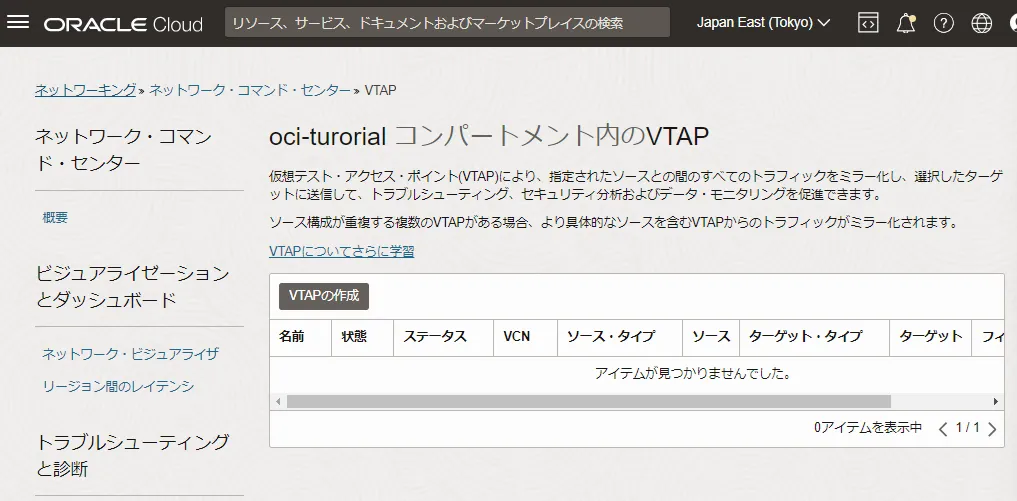 ORACLE Cloud
リソース、サービス、ドキュメントおよびマーケットプレイスの検索
Japan East (Tokyo)
ネットワーキング » ネットワーク・コマンド・センター » VTAP
ネットワーク・コマン
ド・センター
概要
ビジュアライゼーション
とダッシュボード
ネットワーク・ビジュアライザ
リージョン間のレイテンシ
トラブルシューティング
と診断
oci-turorial コンパートメント内のVTAP
仮想テスト・アクセス・ポイント(VTAP)により、指定されたソースとの間のすべてのトラフィックをミラー化し、選択したターゲ
ットに送信して、トラブルシューティング、セキュリティ分析およびデータ・モニタリングを促進できます。
ソース構成が重複する複数のVTAPがある場合、より具体的なソースを含むVTAPからのトラフィックがミラー化されます。
VTAPについてさらに学習
VTAPの作成
名前 状態 ステータス VCN ソース・タイプ ソース ターゲット・タイプ ターゲット フィ
アイテムが見つかりませんでした。
0アイテムを表示中 1 / 1